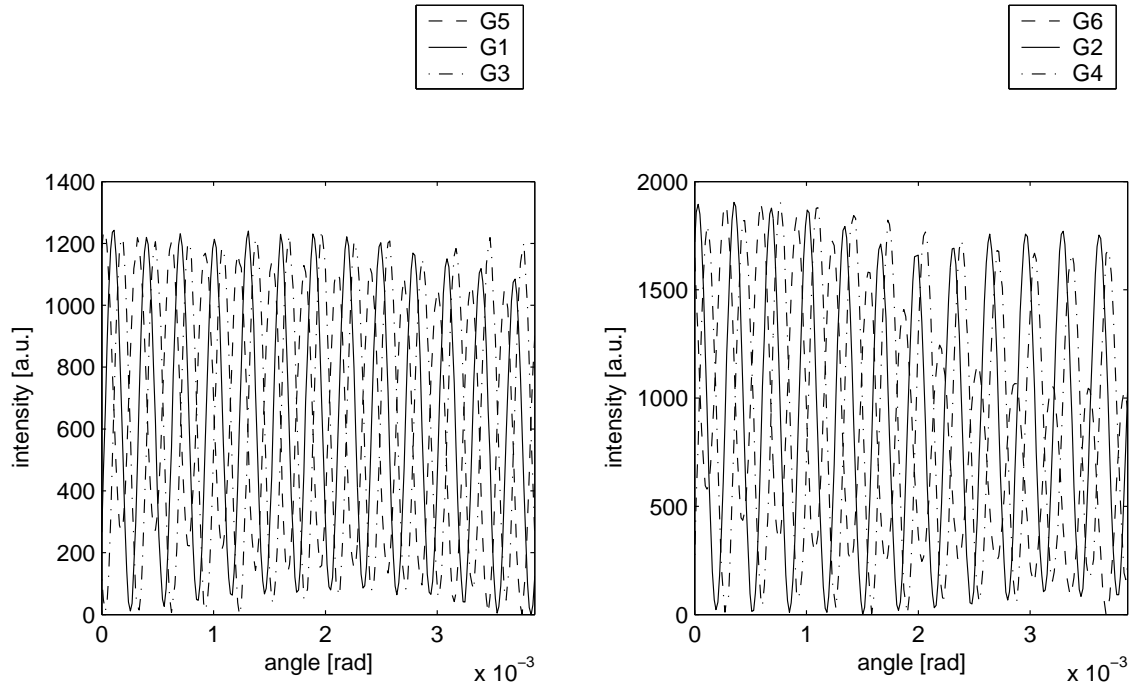 G5
G1
G3
1400
1200
1000
800
600
400
200
0
intensity [a.u.]
0 1 2 3
angle [rad]
x 10−3
G6
G2
G4
2000
1500
1000
500
0
intensity [a.u.]
0 1 2 3
angle [rad]
x 10−3